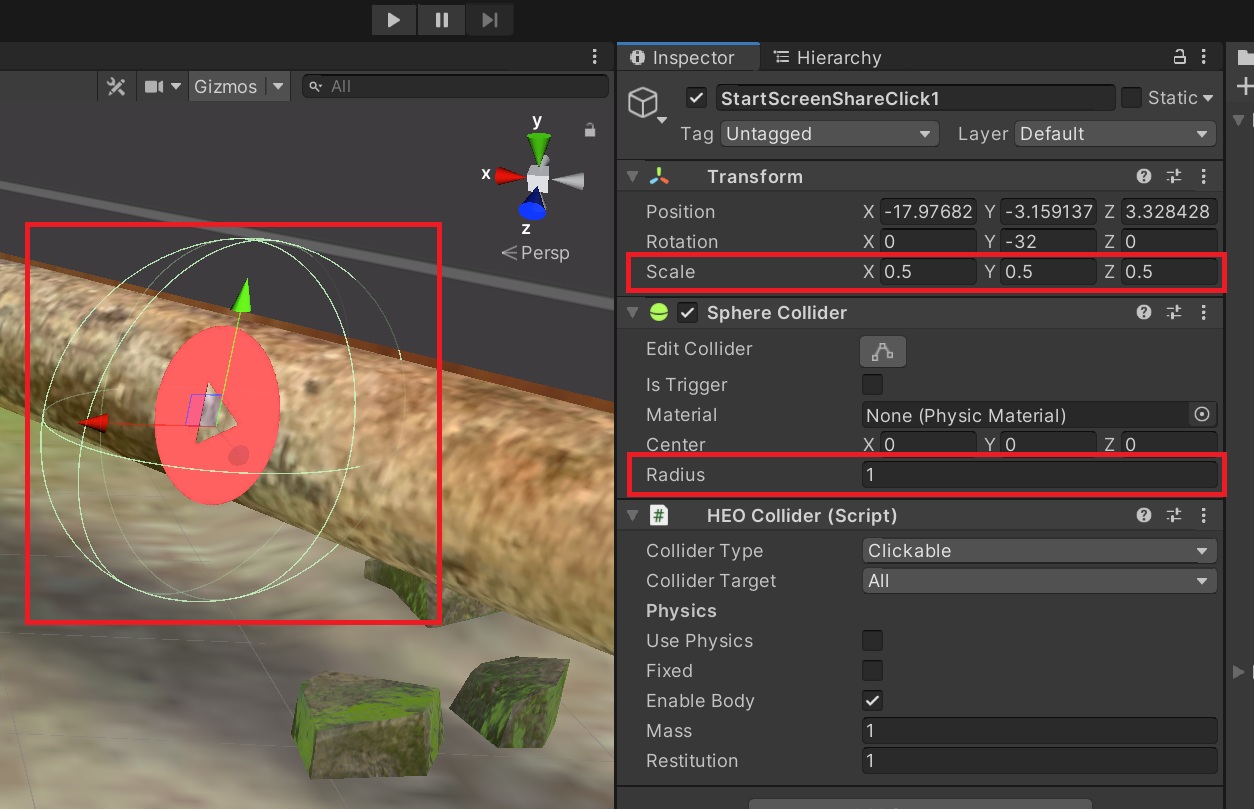 Gizmos
All
y
x
z
Persp
Inspector
Hierarchy
StartScreenShareClick1
Static
Tag Untagged Layer Default
Transform
Position X -17.97682 Y -3.159137 Z 3.328428
Rotation X 0 Y -32 Z 0
Scale X 0.5 Y 0.5 Z 0.5
Sphere Collider
Edit Collider
Is Trigger
Material None (Physic Material)
Center X 0 Y 0 Z 0
Radius 1
# HEO Collider (Script)
Collider Type Clickable
Collider Target All
Physics
Use Physics
Fixed
Enable Body
Mass 1
Restitution 1